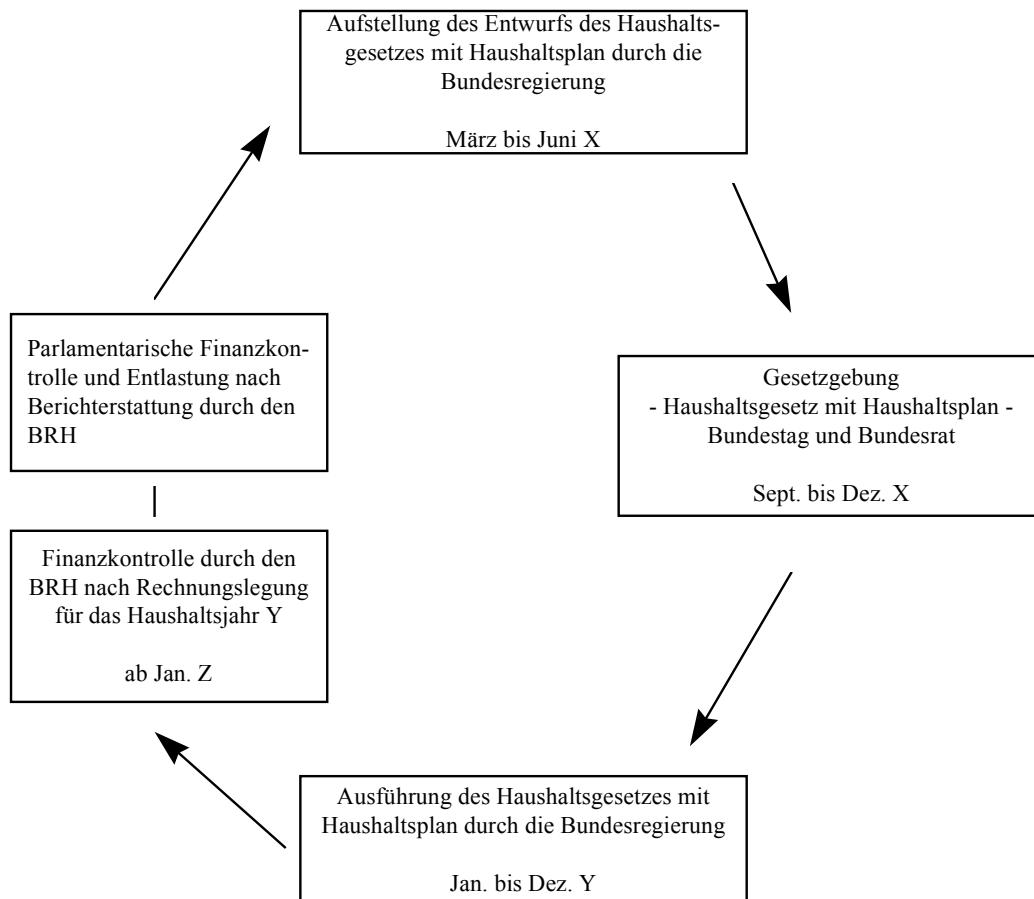 Aufstellung des Entwurfs des Haushalts-
gesetzes mit Haushaltsplan durch die
Bundesregierung
März bis Juni X
Parlamentarische Finanzkon-
trolle und Entlastung nach
Berichterstattung durch den
BRH
Gesetzgebung
- Haushaltsgesetz mit Haushaltsplan -
Bundestag und Bundesrat
Sept. bis Dez. X
Finanzkontrolle durch den
BRH nach Rechnungslegung
für das Haushaltsjahr Y
ab Jan. Z
Ausführung des Haushaltsgesetzes mit
Haushaltsplan durch die Bundesregierung
Jan. bis Dez. Y